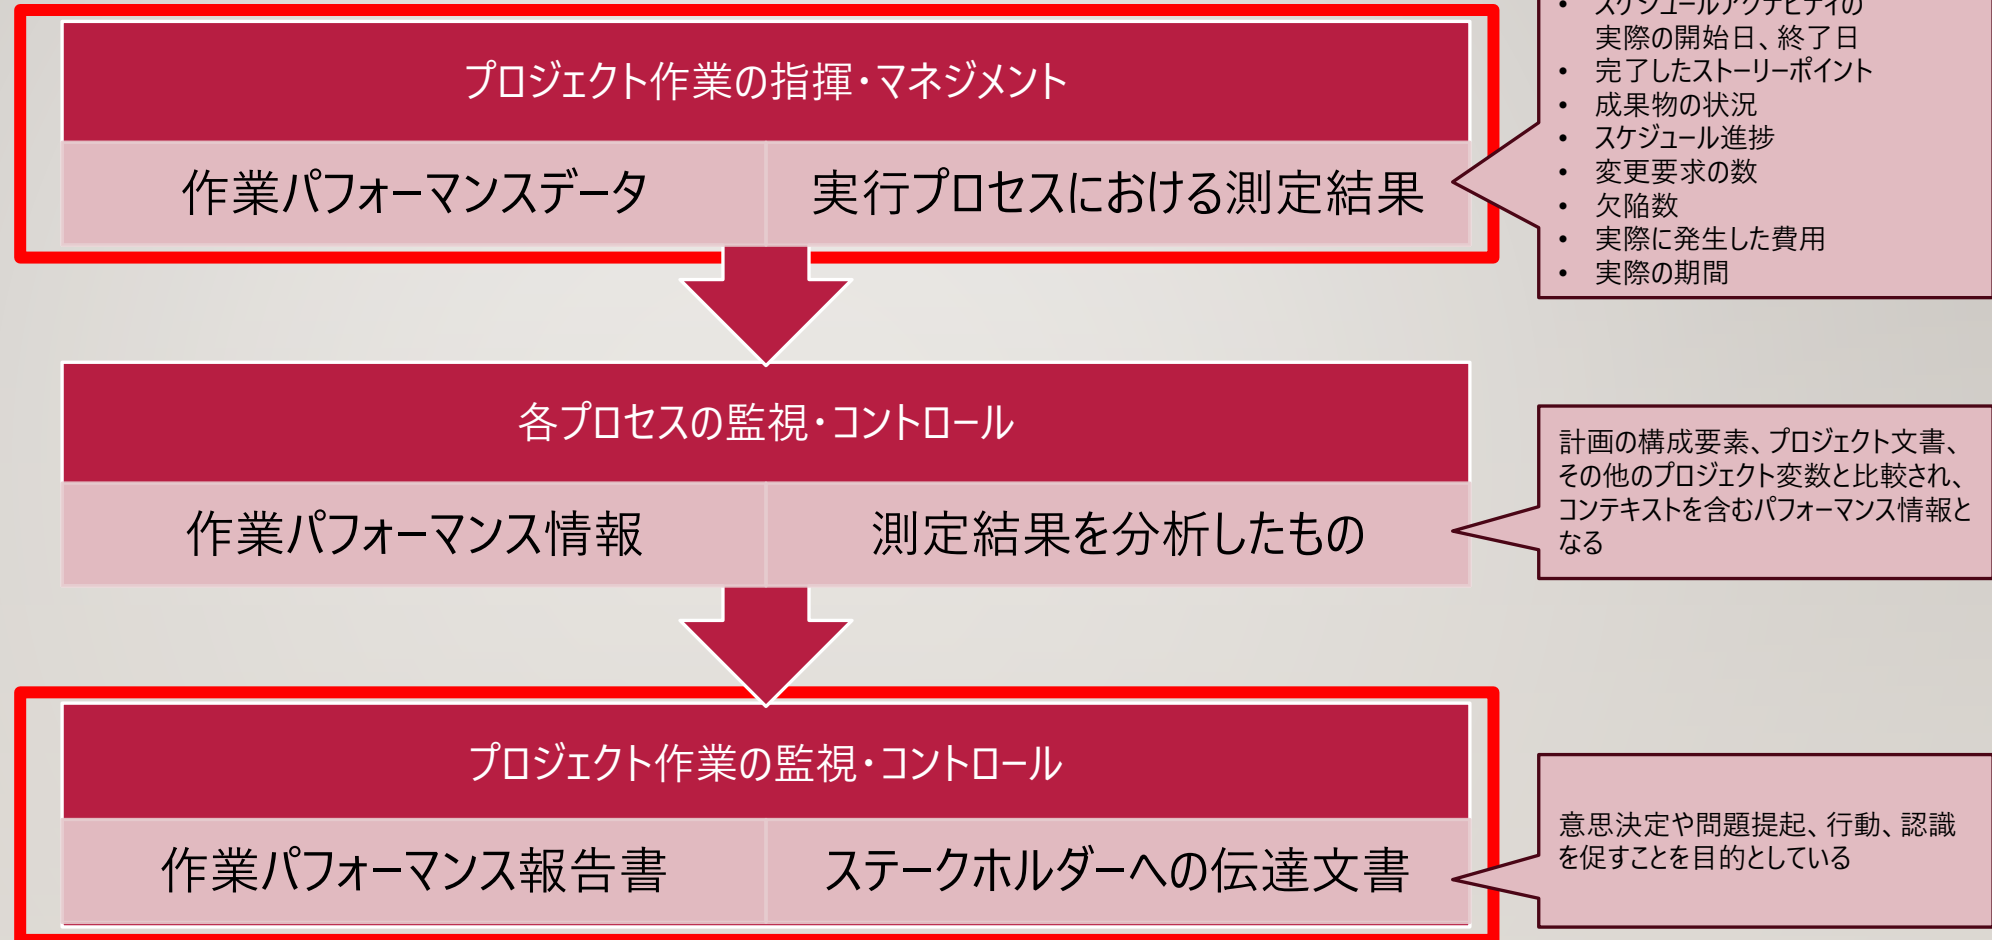 プロジェクト作業の指揮・マネジメント
作業パフォーマンスデータ
実行プロセスにおける測定結果
• スケジュールアクテビティの
実際の開始日、終了日
• 完了したストーリーポイント
• 成果物の状況
• スケジュール進捗
• 変更要求の数
• 欠陥数
• 実際に発生した費用
• 実際の期間
各プロセスの監視・コントロール
作業パフォーマンス情報
測定結果を分析したもの
計画の構成要素、プロジェクト文書、
その他のプロジェクト変数と比較され、
コンテキストを含むパフォーマンス情報と
なる
プロジェクト作業の監視・コントロール
作業パフォーマンス報告書
ステークホルダーへの伝達文書
意思決定や問題提起、行動、認識
を促すことを目的としている